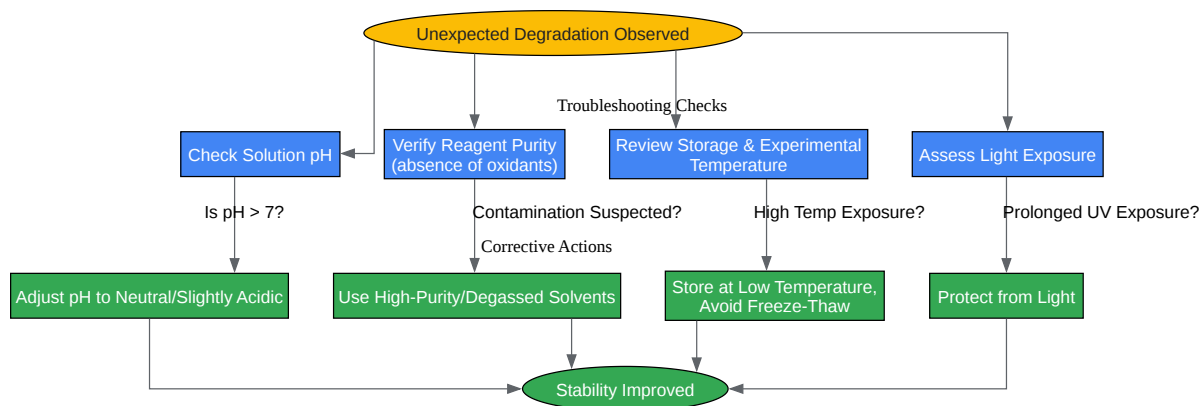 Unexpected Degradation Observed
Troubleshooting Checks
Check Solution pH
Verify Reagent Purity
(absence of oxidants)
Review Storage & Experimental
Temperature
Assess Light Exposure
Is pH > 7?
Contamination Suspected?
High Temp Exposure?
Prolonged UV Exposure?
Corrective Actions
Adjust pH to Neutral/Slightly Acidic
Use High-Purity/Degassed Solvents
Store at Low Temperature,
Avoid Freeze-Thaw
Protect from Light
Stability Improved